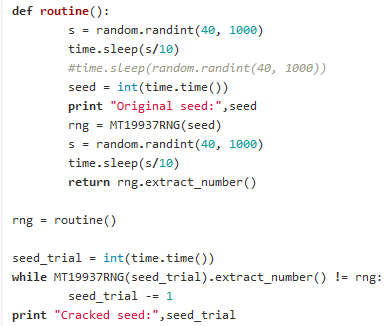 def routine():
        s = random.randint(40, 1000)
        time.sleep(s/10)
        #time.sleep(random.randint(40, 1000))
        seed = int(time.time())
        print "Original seed:",seed
        rng = MT19937RNG(seed)
        s = random.randint(40, 1000)
        time.sleep(s/10)
        return rng.extract_number()

rng = routine()

seed_trial = int(time.time())
while MT19937RNG(seed_trial).extract_number() != rng:
        seed_trial -= 1
print "Cracked seed:",seed_trial